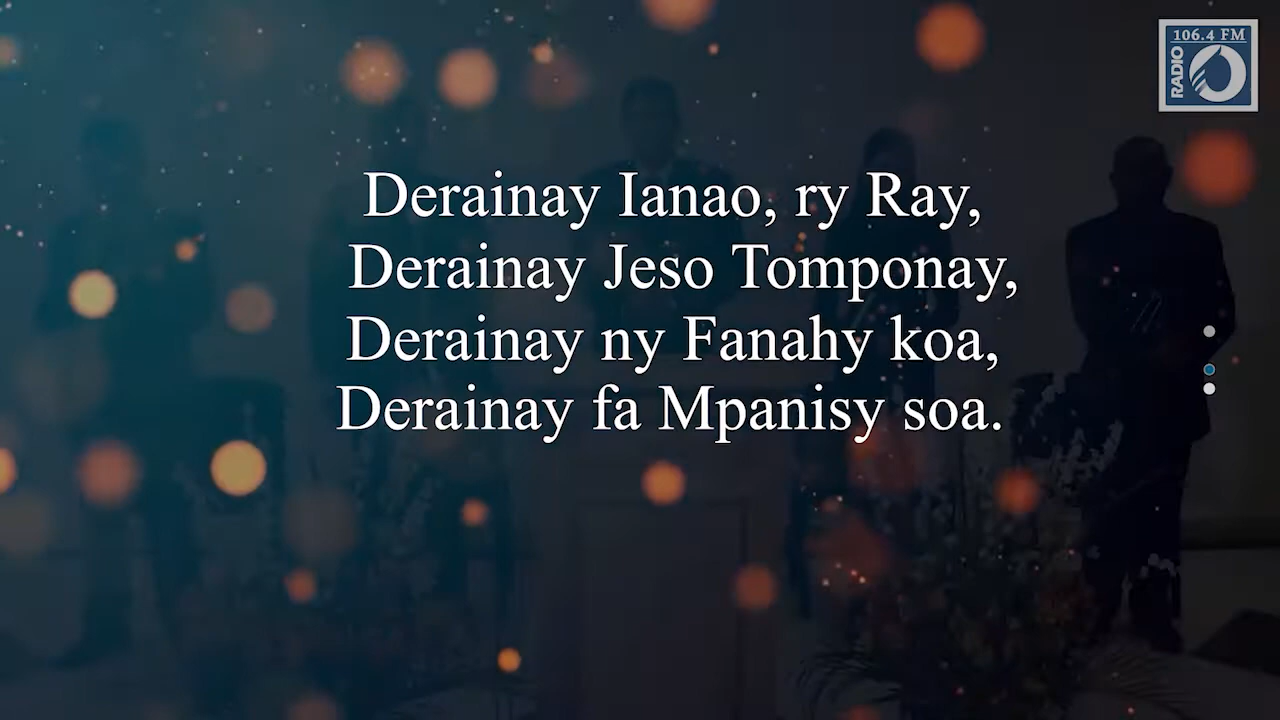 106.4 FM
RADIO
Derainay Ianao, ry Ray,
Derainay Jeso Tomponay,
Derainay ny Fanahy koa,
Derainay fa Mpanisy soa.